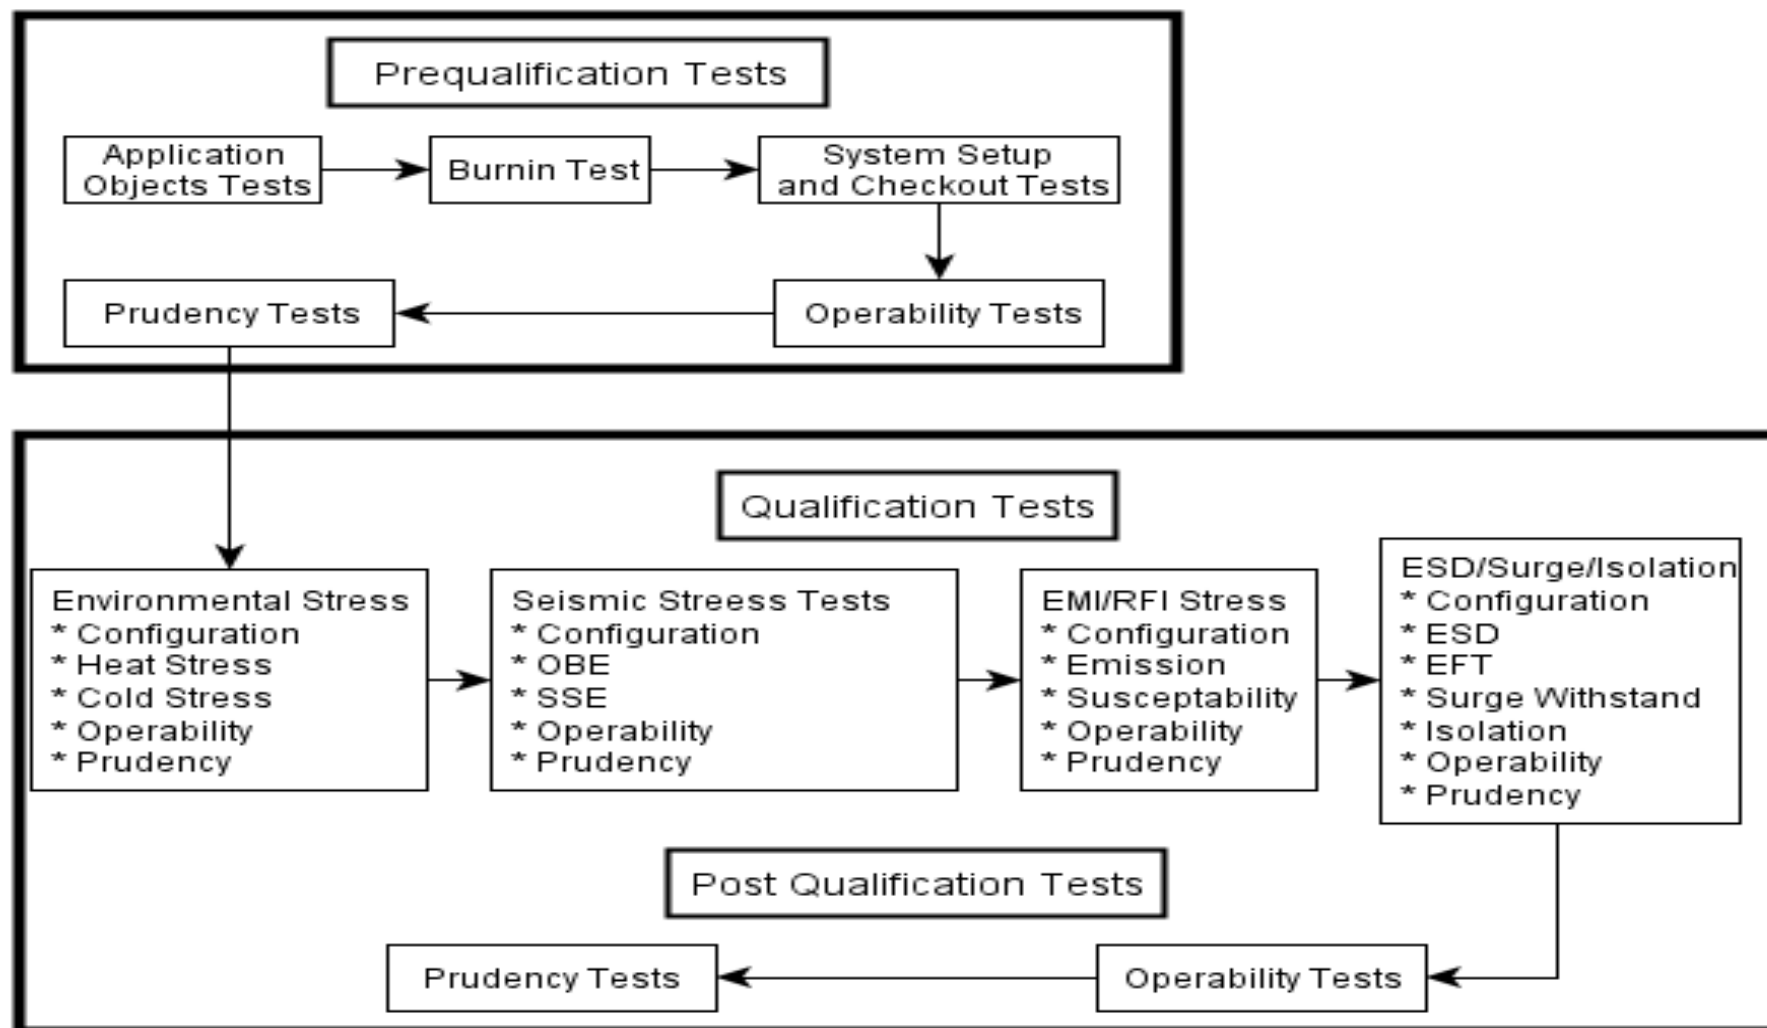 Prequalification Tests
Application
Objects Tests
Burnin Test
System Setup
and Checkout Tests
Prudency Tests
Operability Tests
Qualification Tests
Environmental Stress
* Configuration
* Heat Stress
* Cold Stress
* Operability
* Prudency
Seismic Streess Tests
* Configuration
* OBE
* SSE
* Operability
* Prudency
EMI/RFI Stress
* Configuration
* Emission
* Susceptability
* Operability
* Prudency
ESD/Surge/Isolation
* Configuration
* ESD
* EFT
* Surge Withstand
* Isolation
* Operability
* Prudency
Post Qualification Tests
Prudency Tests
Operability Tests